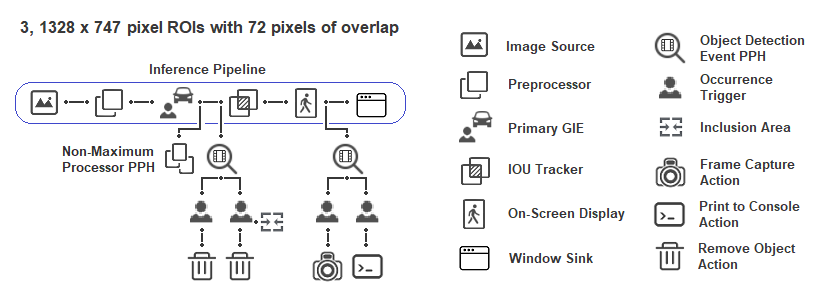 3, 1328 x 747 pixel ROIs with 72 pixels of overlap
Inference Pipeline
Non-Maximum
Processor PPH
Image Source
Preprocessor
Primary GIE
IOU Tracker
On-Screen Display
Window Sink
Object Detection
Event PPH
Occurrence
Trigger
Inclusion Area
Frame Capture
Action
Print to Console
Action
Remove Object
Action